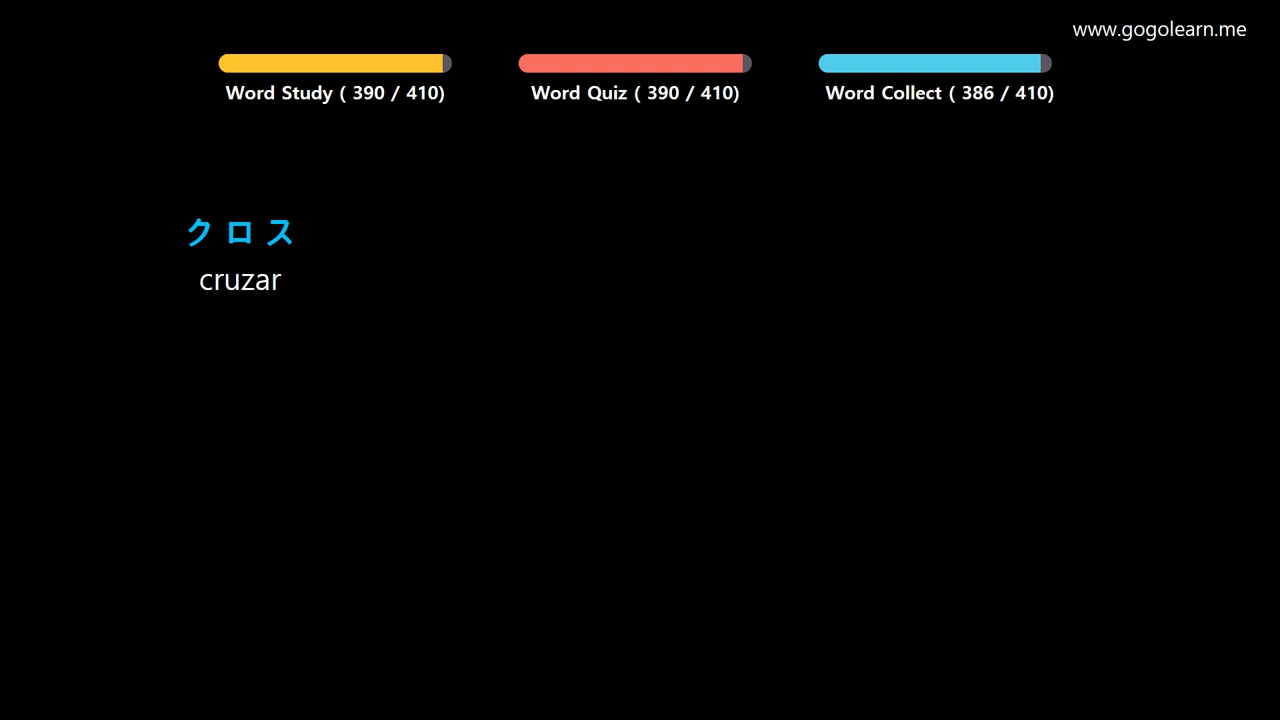 www.gogolearn.me
Word Study ( 390 / 410)
Word Quiz ( 390 / 410)
Word Collect ( 386 / 410)
クロス
cruzar